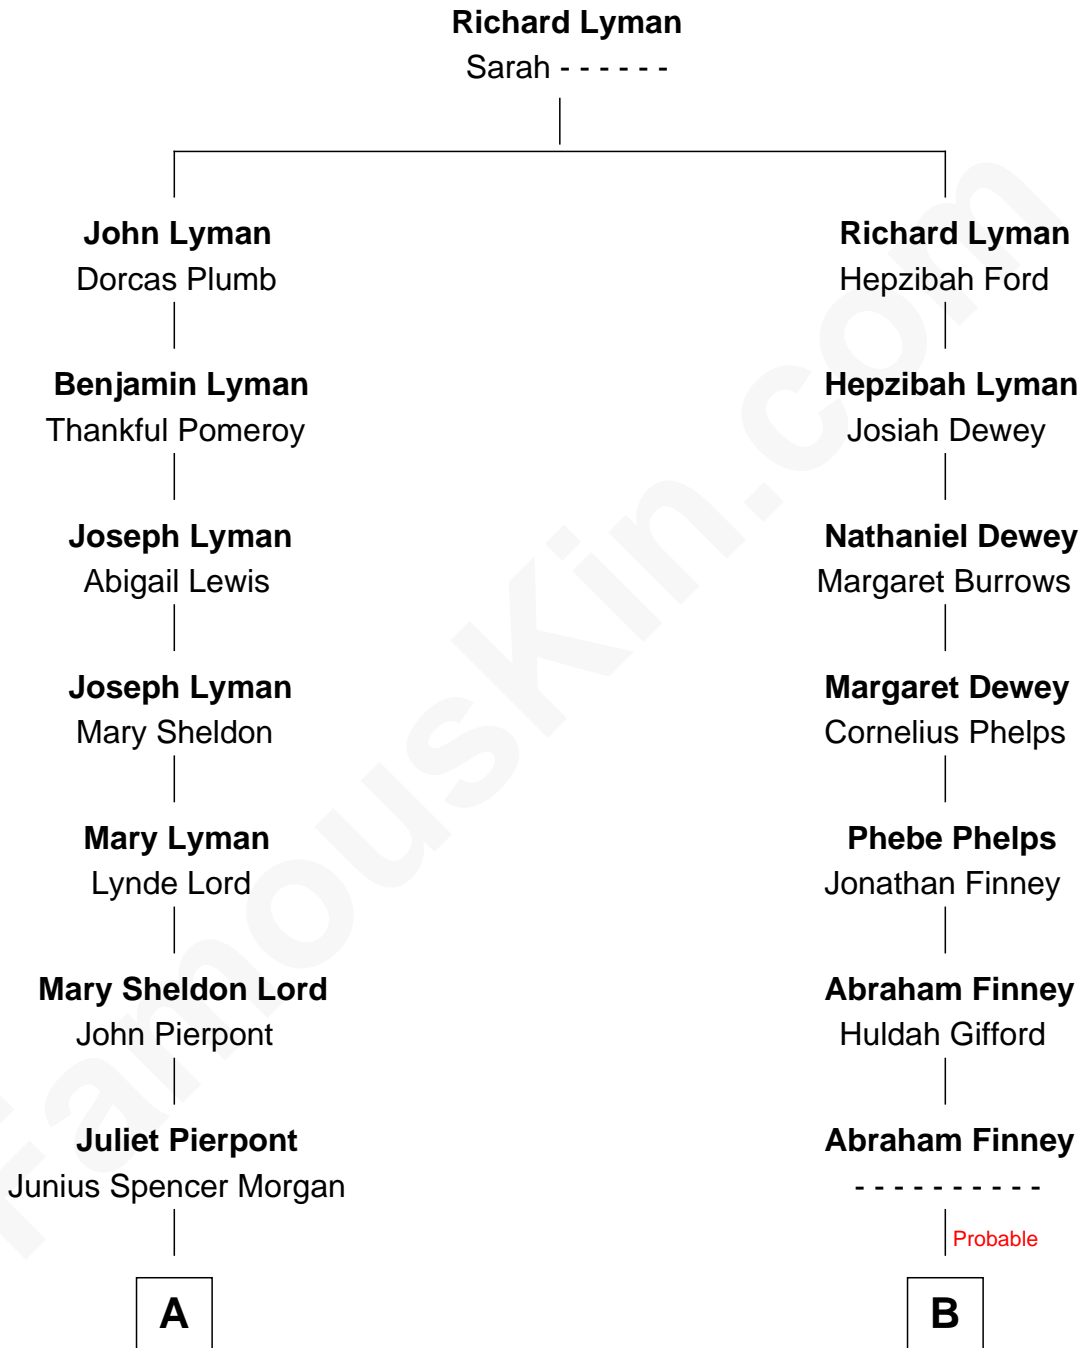 Richard Lyman
Sarah - - - - - -
John Lyman
Dorcas Plumb
Richard Lyman
Hepzibah Ford
Benjamin Lyman
Thankful Pomeroy
Hepzibah Lyman
Josiah Dewey
Joseph Lyman
Abigail Lewis
Nathaniel Dewey
Margaret Burrows
Joseph Lyman
Mary Sheldon
Margaret Dewey
Cornelius Phelps
Mary Lyman
Lynde Lord
Phebe Phelps
Jonathan Finney
Mary Sheldon Lord
John Pierpont
Abraham Finney
Huldah Gifford
Juliet Pierpont
Junius Spencer Morgan
Abraham Finney
- - - - - - - - - -
Probable
A
B
FamousKin.com